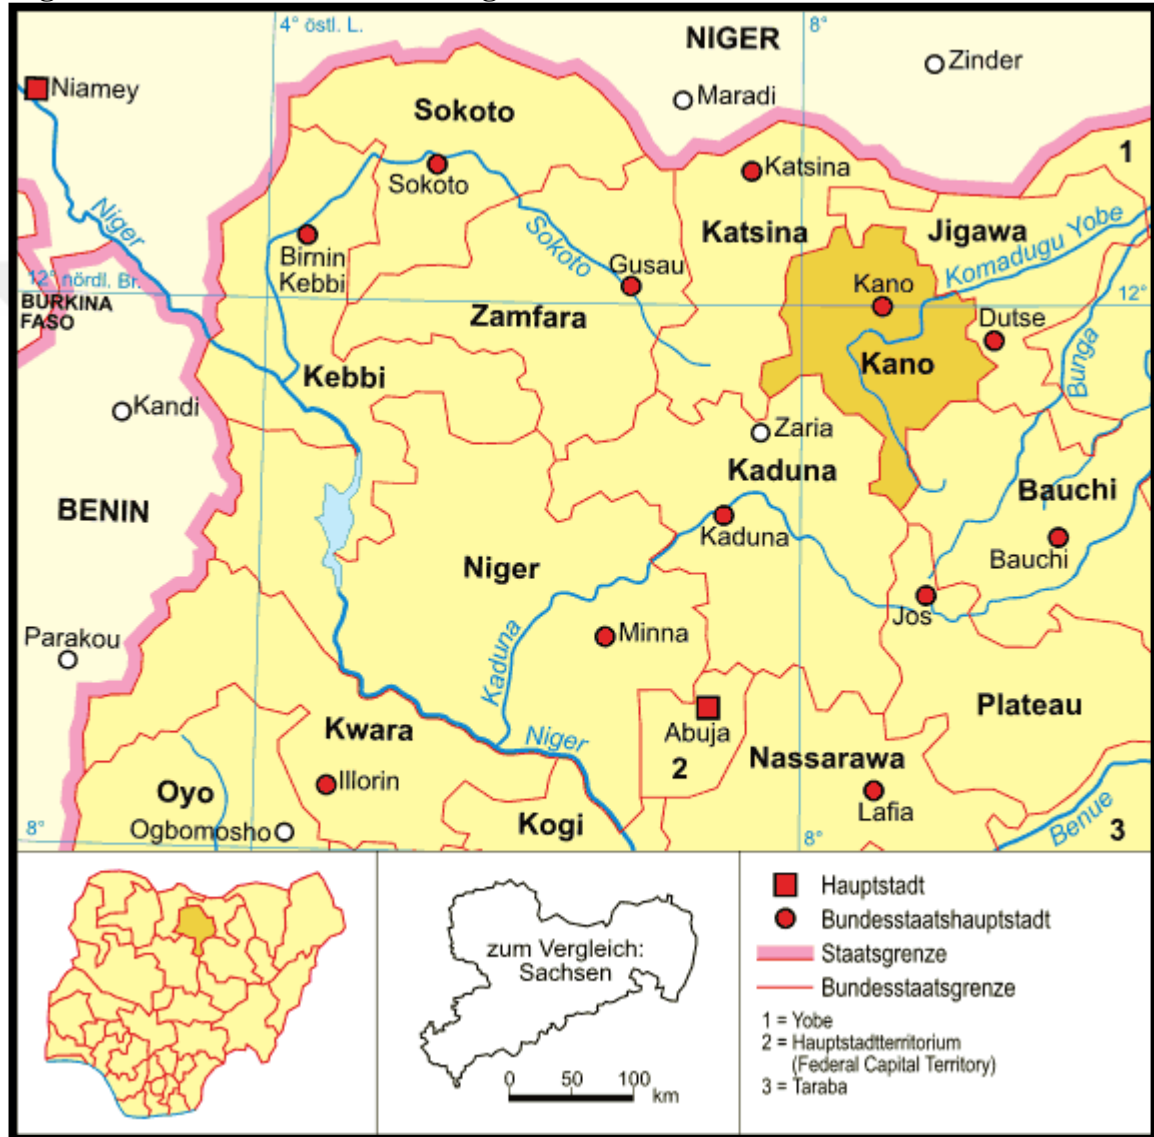 4° östl. L.
8°
NIGER
Zinder
Niamey
Maradi
Sokoto
1
Katsina
Sokoto
Niger
Katsina
Jigawa
Komadugu Yobe
Birnin
Kebbi
Sokoto
Gusau
12° nördl. Br.
BURKINA
FASO
Kano
12°
Zamfara
Dutse
Bunga
Kebbi
Kano
Kandi
Zaria
Kaduna
BENIN
Bauchi
Kaduna
Bauchi
Niger
Jos
Parakou
Minna
Kaduna
Plateau
Kwara
Niger
Abuja
2
Nassarawa
Illorin
Oyo
Lafia
Kogi
Benue
3
8°
Ogbomosho
8°
zum Vergleich:
Sachsen
0 50 100
km
Hauptstadt
Bundesstaatshauptstadt
Staatsgrenze
Bundesstaatsgrenze
1 = Yobe
2 = Hauptstadtterritorium
(Federal Capital Territory)
3 = Taraba